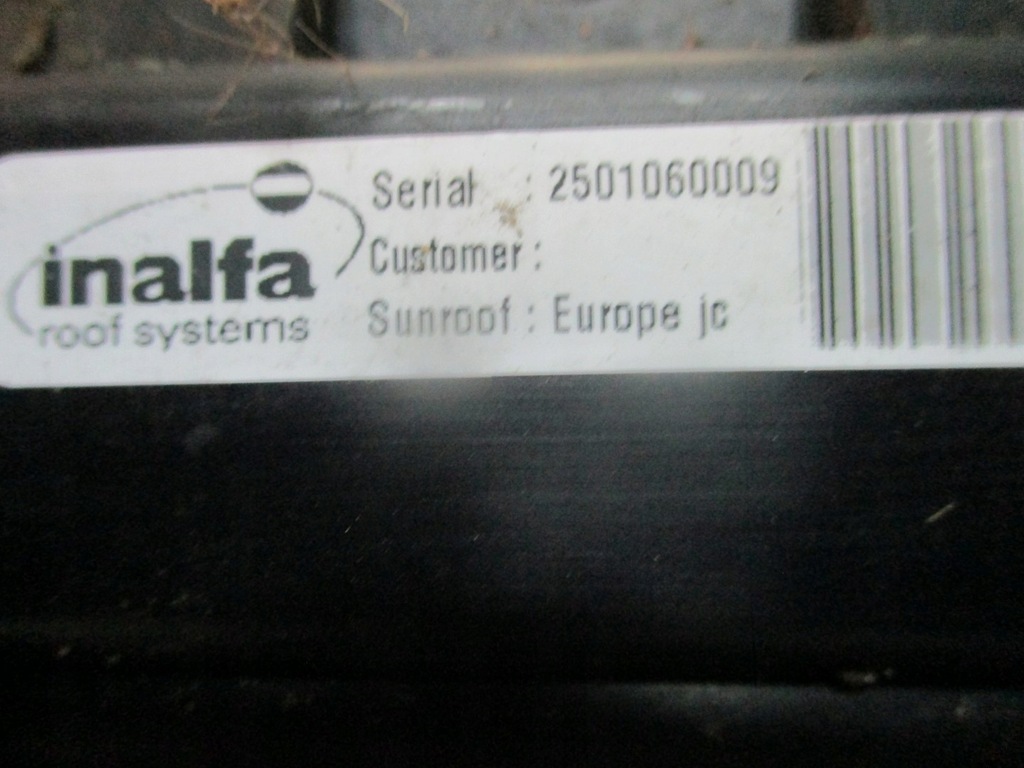 inalfa
roof systems
Serial : 2501060009
Customer :
Sunroof : Europe jc